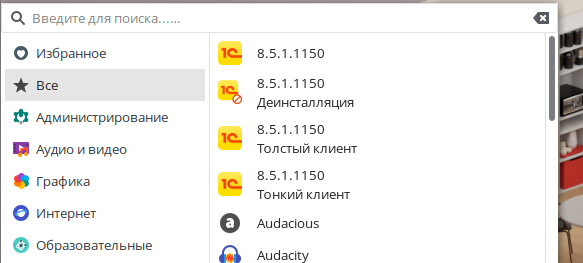 Введите для поиска......
Избранное
Все
Администрирование
Аудио и видео
Графика
Интернет
Образовательные
8.5.1.1150
8.5.1.1150
Деинсталляция
8.5.1.1150
Толстый клиент
8.5.1.1150
Тонкий клиент
Audacious
Audacity